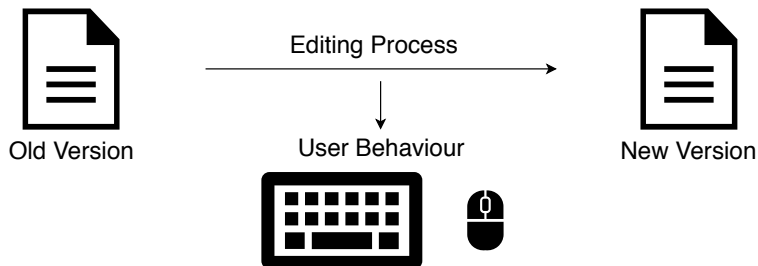 Editing Process
Old Version
User Behaviour
New Version